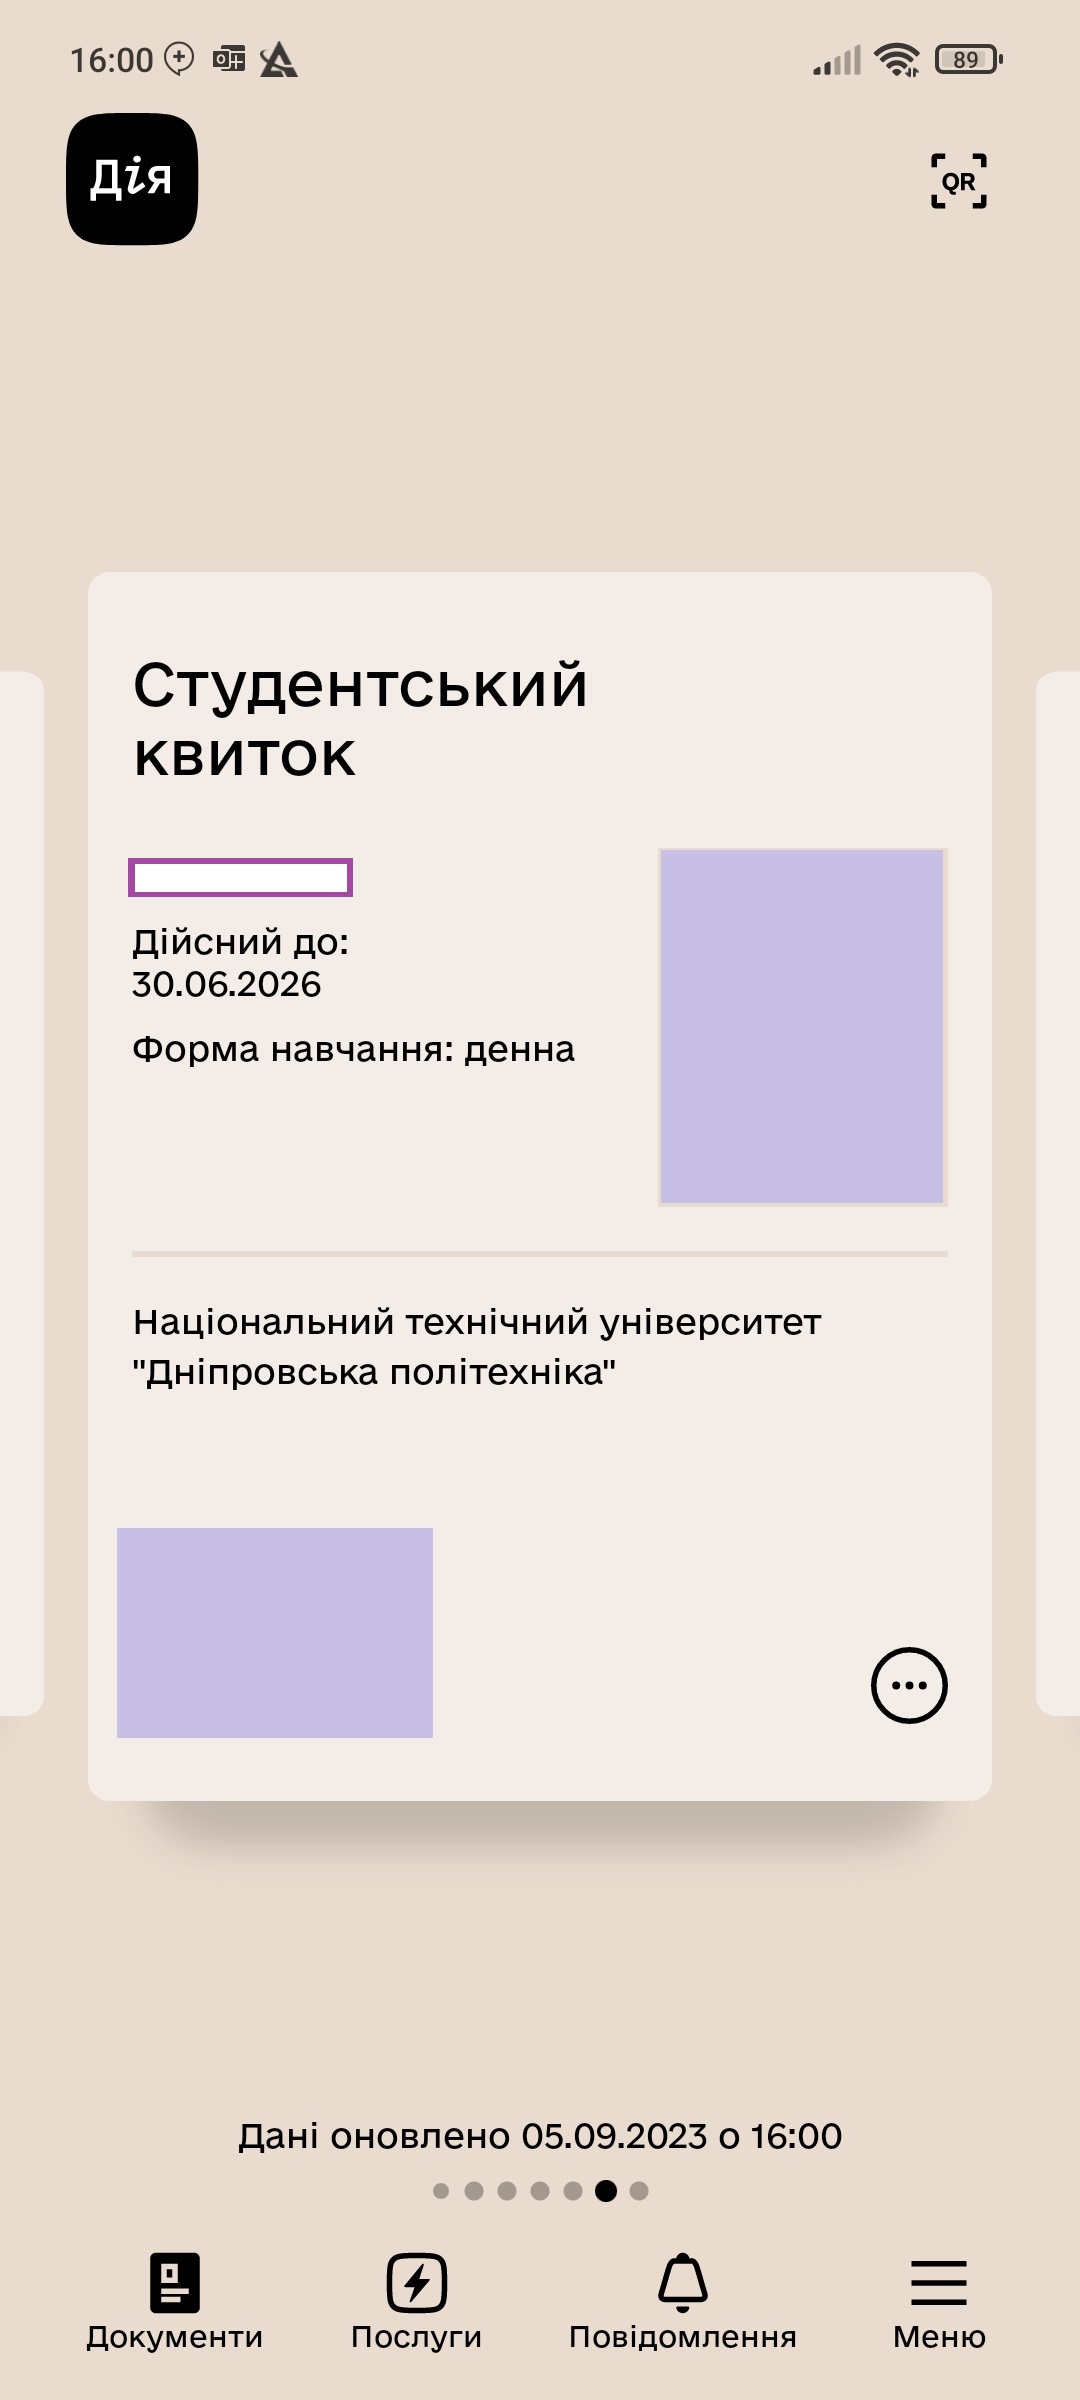 16:00
89
Дія
QR
Студентський
квиток
Дійсний до:
30.06.2026
Форма навчання: денна
Національний технічний університет
"Дніпровська політехніка"
Дані оновлено 05.09.2023 о 16:00
Документи
Послуги
Повідомлення
Меню